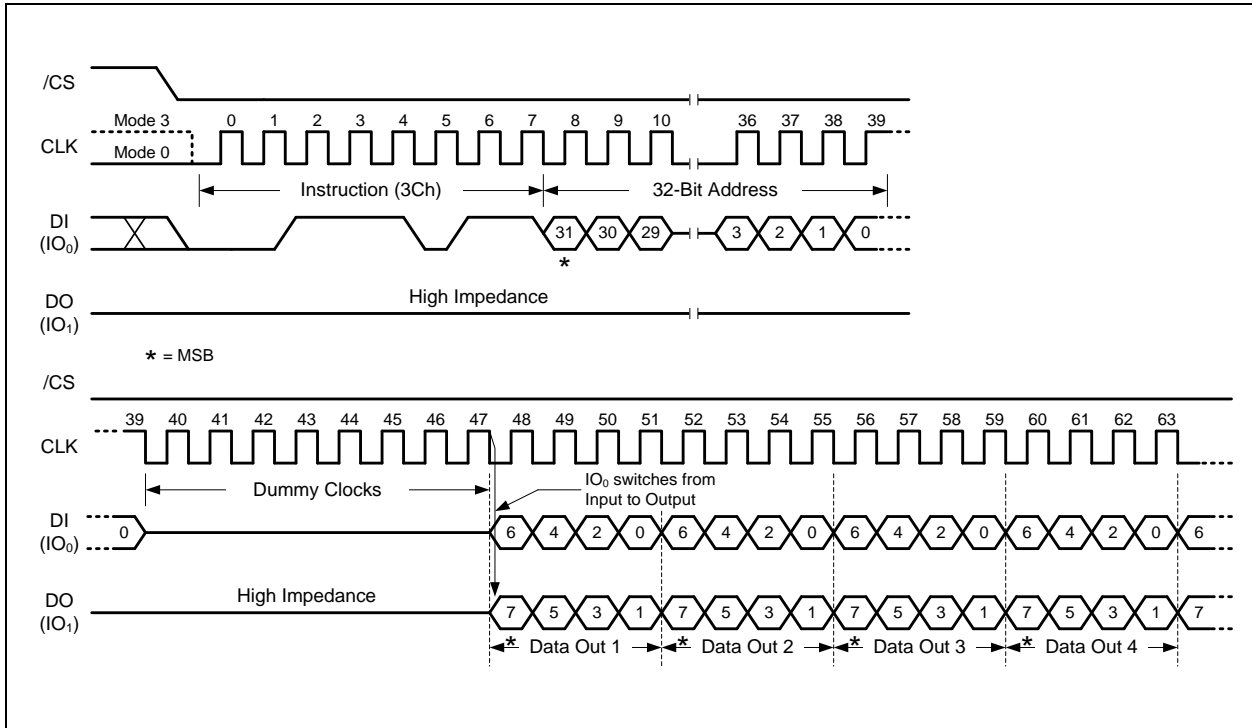 /CS
Mode 3 0 1 2 3 4 5 6 7 8 9 10 36 37 38 39
CLK
Mode 0
Instruction (3Ch) 32-Bit Address
DI
(IO₀) 31 30 29 3 2 1 0
*
High Impedance
DO
(IO₁)
* = MSB
/CS
39 40 41 42 43 44 45 46 47 48 49 50 51 52 53 54 55 56 57 58 59 60 61 62 63
CLK
Dummy Clocks
IO₀ switches from
Input to Output
DI
(IO₀) 0 6 4 2 0 6 4 2 0 6 4 2 0 6 4 2 0 6
High Impedance
DO
(IO₁) 7 5 3 1 7 5 3 1 7 5 3 1 7 5 3 1 7
* Data Out 1 * Data Out 2 * Data Out 3 * Data Out 4